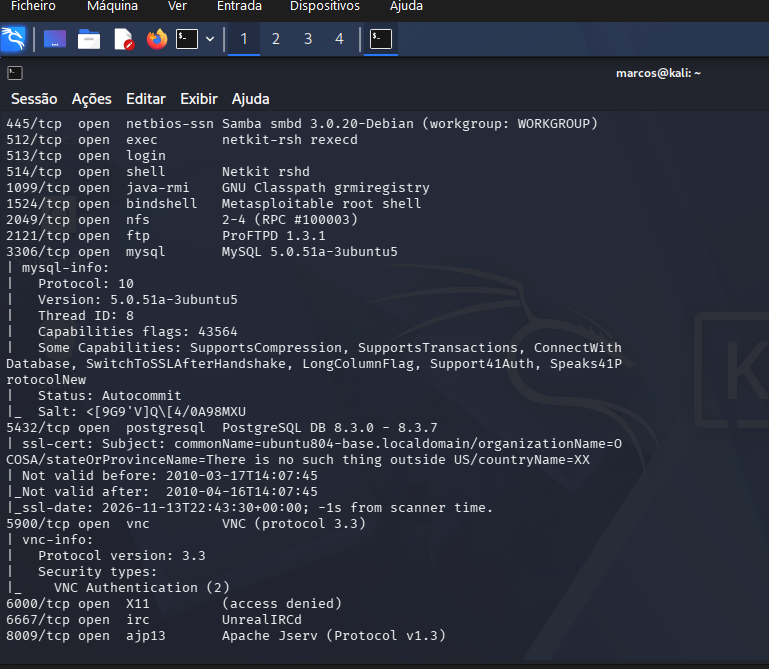 Ficheiro Máquina Ver Entrada Dispositivos Ajuda
1 2 3 4
marcos@kali: ~
Sessão Ações Editar Exibir Ajuda
445/tcp  open  netbios-ssn Samba smbd 3.0.20-Debian (workgroup: WORKGROUP)
512/tcp  open  exec        netkit-rsh rexecd
513/tcp  open  login
514/tcp  open  shell       Netkit rshd
1099/tcp open  java-rmi    GNU Classpath grmiregistry
1524/tcp open  bindshell   Metasploitable root shell
2049/tcp open  nfs         2-4 (RPC #100003)
2121/tcp open  ftp         ProFTPD 1.3.1
3306/tcp open  mysql       MySQL 5.0.51a-3ubuntu5
| mysql-info:
|   Protocol: 10
|   Version: 5.0.51a-3ubuntu5
|   Thread ID: 8
|   Capabilities flags: 43564
|   Some Capabilities: SupportsCompression, SupportsTransactions, ConnectWith
Database, SwitchToSSLAfterHandshake, LongColumnFlag, Support41Auth, Speaks41P
rotocolNew
|   Status: Autocommit
|_  Salt: <[9G9'V]Q\[4/0A98MXU
5432/tcp open  postgresql  PostgreSQL DB 8.3.0 - 8.3.7
| ssl-cert: Subject: commonName=ubuntu804-base.localdomain/organizationName=O
COSA/stateOrProvinceName=There is no such thing outside US/countryName=XX
| Not valid before: 2010-03-17T14:07:45
|_Not valid after:  2010-04-16T14:07:45
|_ssl-date: 2026-11-13T22:43:30+00:00; -1s from scanner time.
5900/tcp open  vnc         VNC (protocol 3.3)
| vnc-info:
|   Protocol version: 3.3
|   Security types:
|_    VNC Authentication (2)
6000/tcp open  X11         (access denied)
6667/tcp open  irc         UnrealIRCd
8009/tcp open  ajp13       Apache Jserv (Protocol v1.3)